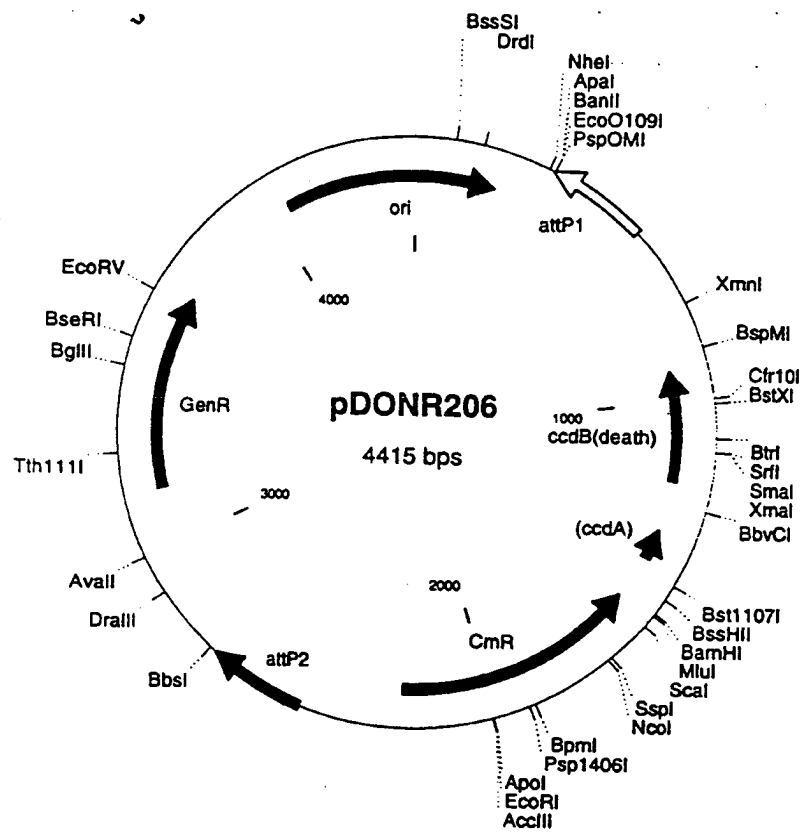 BssSI
DrdI
NheI
ApaI
BanII
EcoO109I
PspOMI
attP1
ori
4000
EcoRV
BseRI
BglII
GenR
Tth111I
3000
AvaII
DraIII
BbsI
attP2
pDONR206
4415 bps
XmnI
BspMI
Cfr10I
BstXI
1000
ccdB(death)
BtrI
SrfI
SmaI
XmaI
BbvCI
(ccdA)
2000
CmR
Bst1107I
BssHII
BamHI
MluI
ScaI
SspI
NcoI
BpmI
Psp1406I
ApoI
EcoRI
AccIII